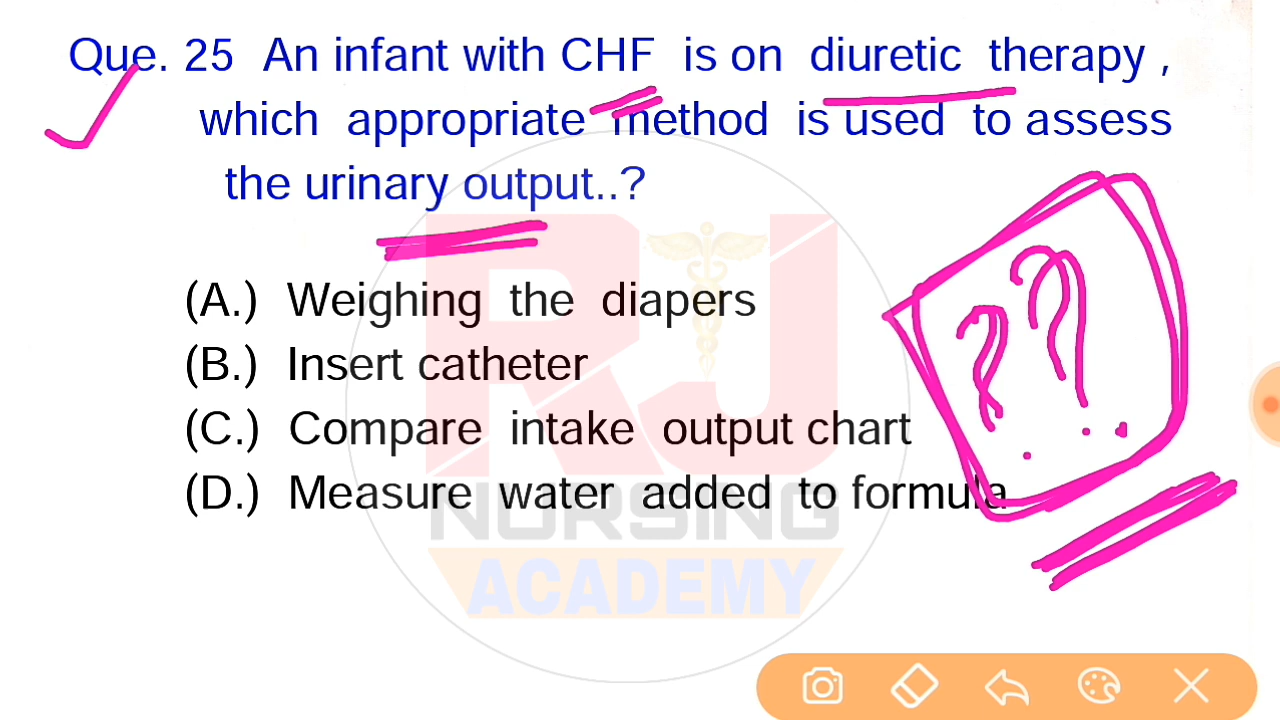 Que. 25 An infant with CHF is on diuretic therapy ,
which appropriate method is used to assess
the urinary output..?
(A.) Weighing the diapers
(B.) Insert catheter
(C.) Compare intake output chart
(D.) Measure water added to formula
RJ
NURSING
ACADEMY
??